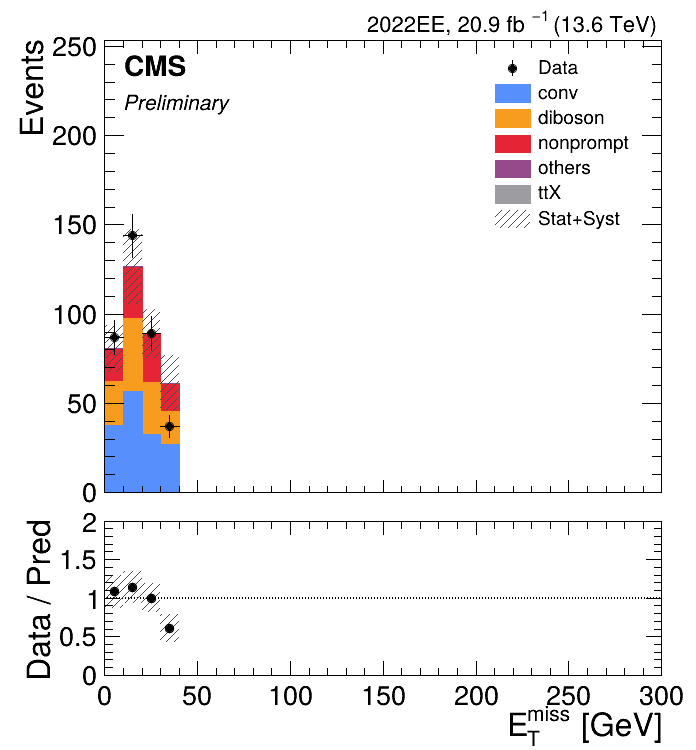 2022EE, 20.9 fb⁻¹ (13.6 TeV)
CMS
Preliminary
Events
250
200
150
100
50
0
Data
conv
diboson
nonprompt
others
ttX
Stat+Syst
Data / Pred
2
1.5
1
0.5
0
0 50 100 150 200 250 300
E_T^miss [GeV]